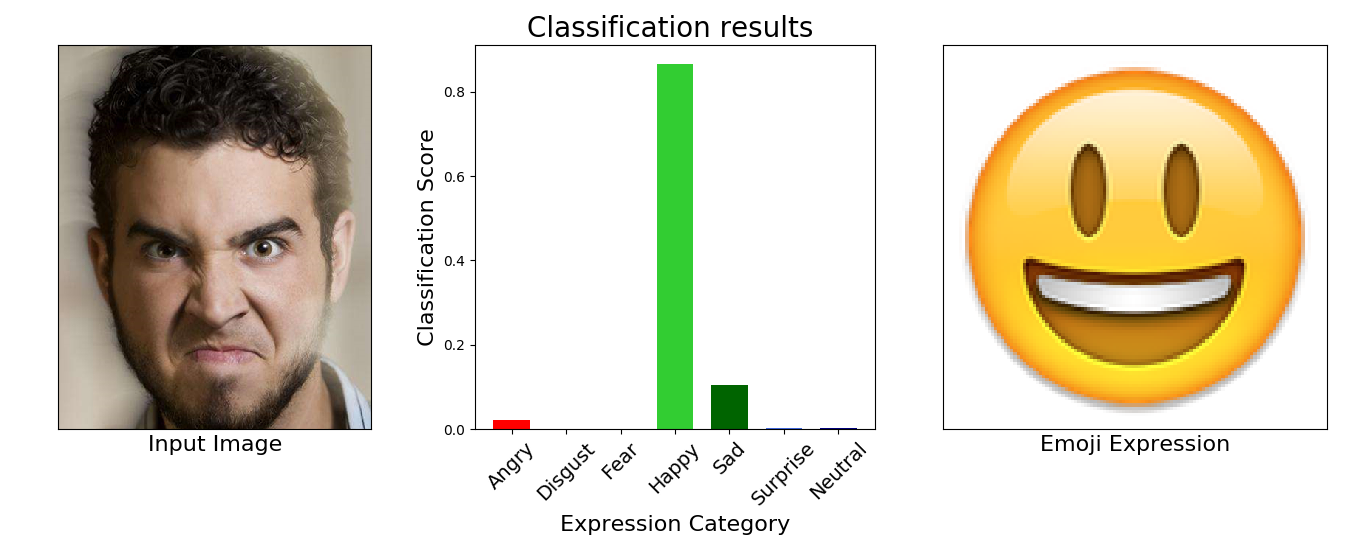 Classification results
Classification Score
0.8
0.6
0.4
0.2
0.0
Angry
Disgust
Fear
Happy
Sad
Surprise
Neutral
Expression Category
Input Image
Emoji Expression